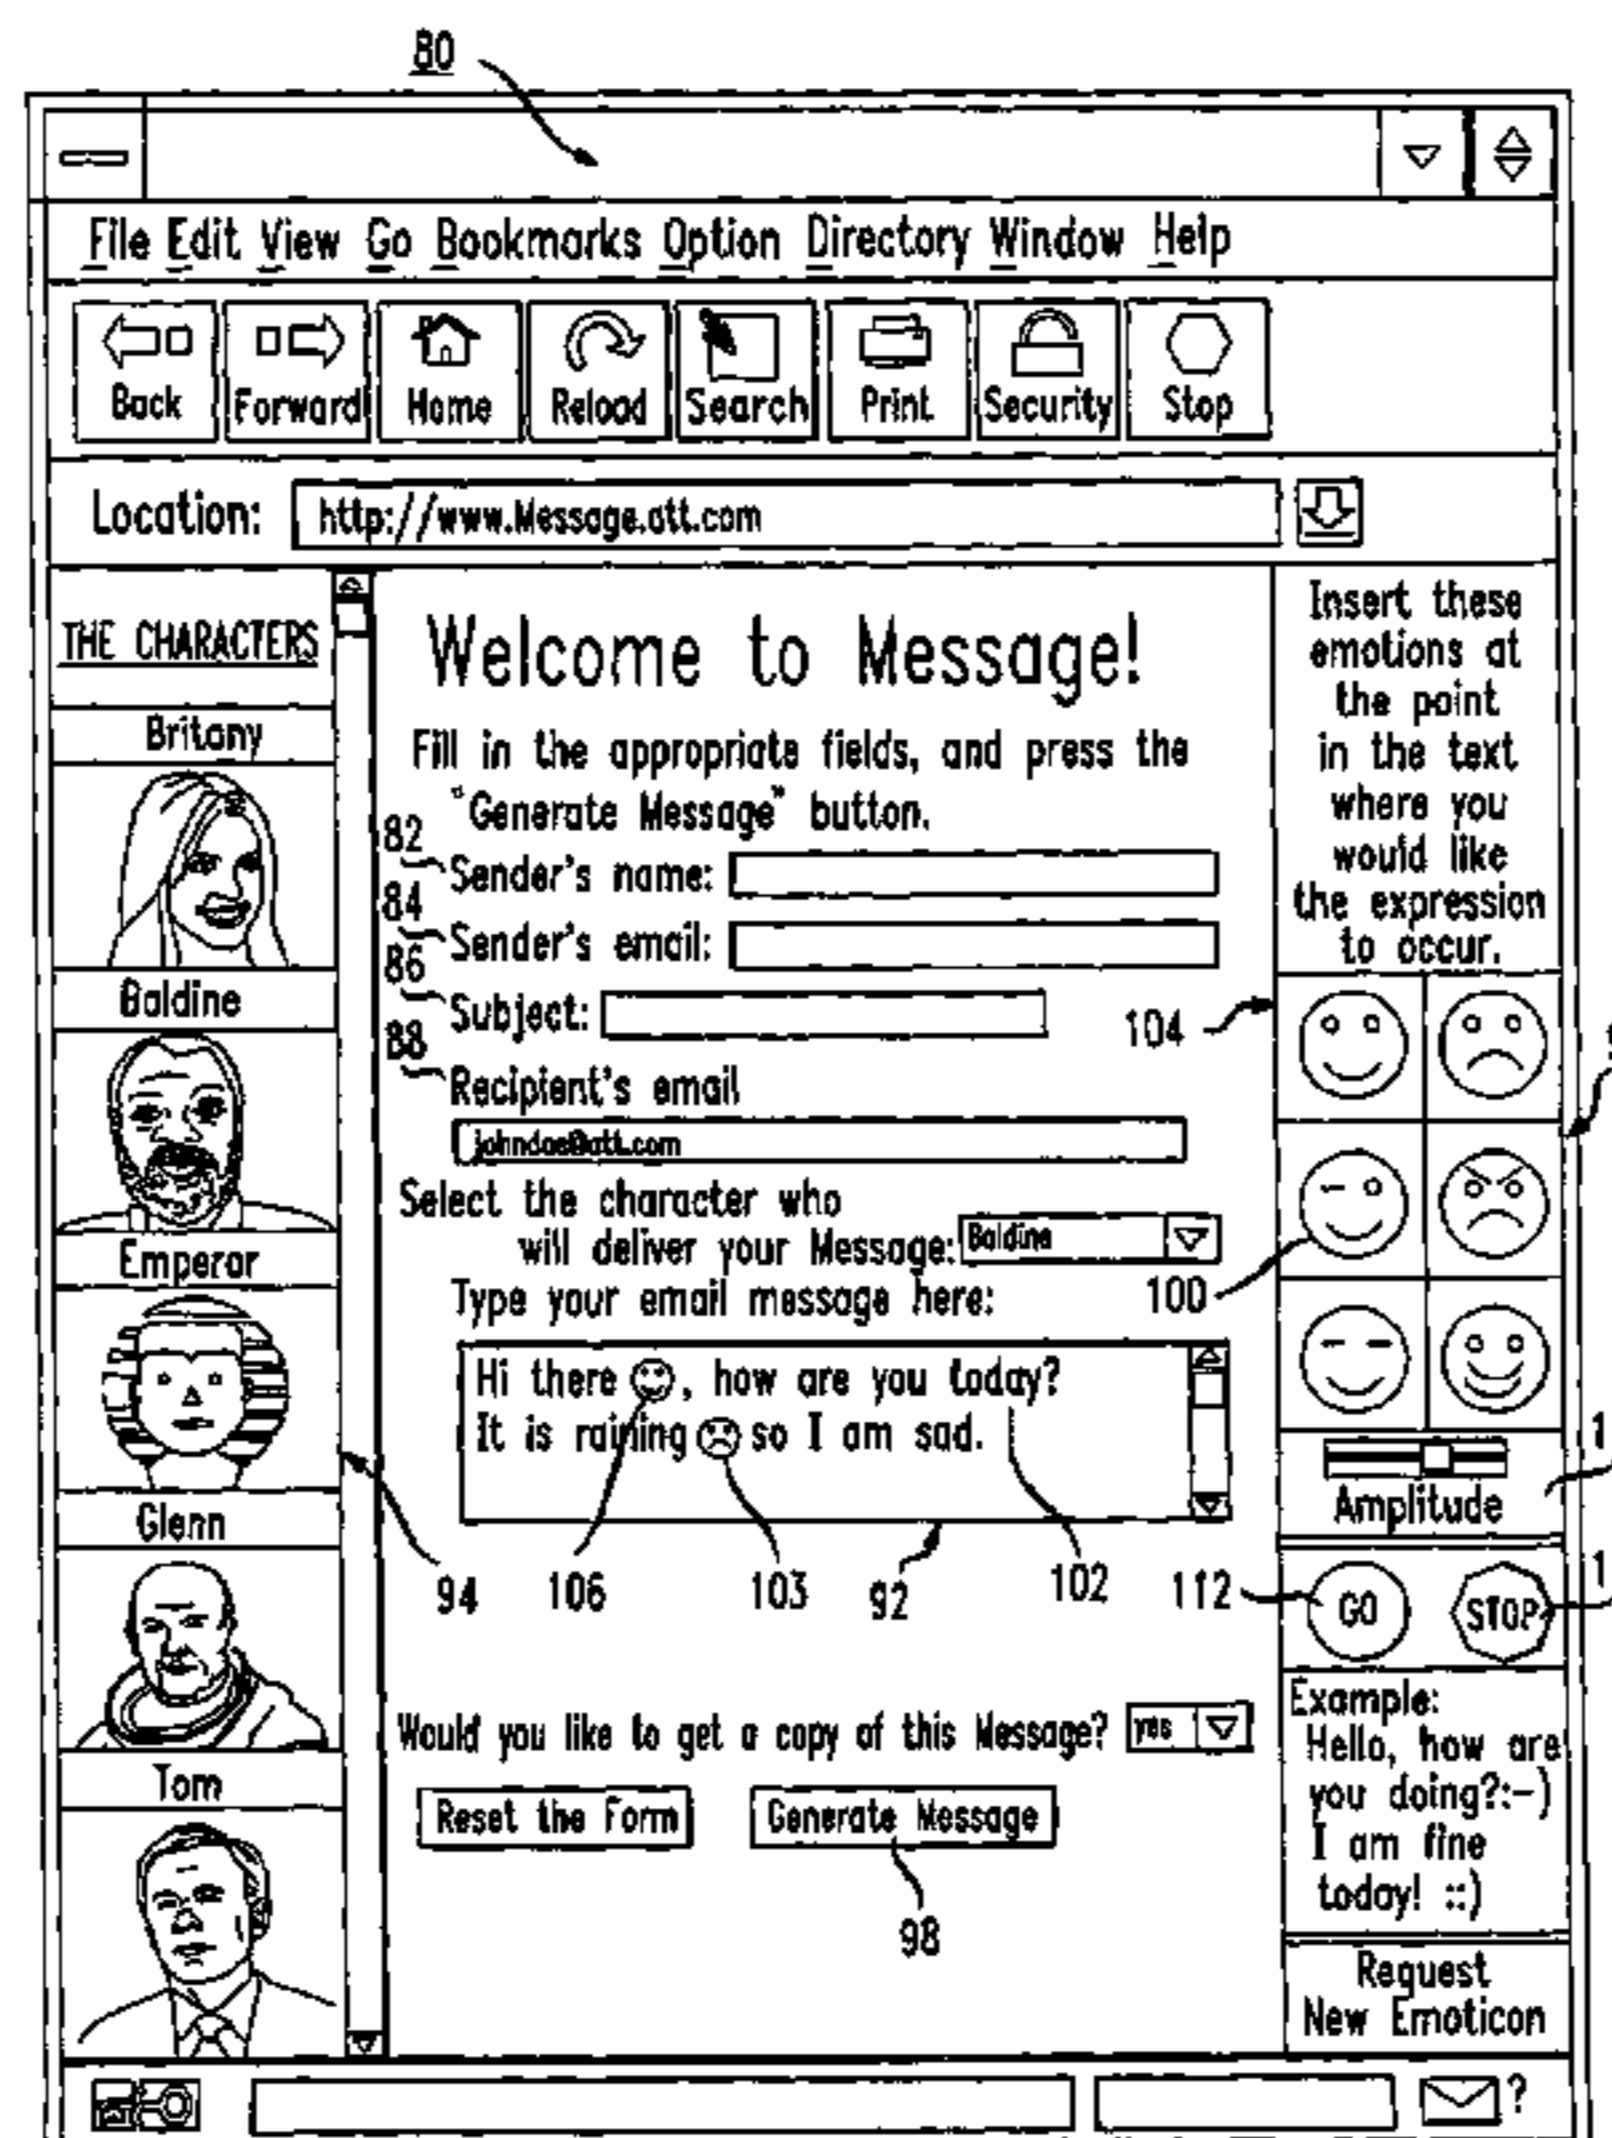 80
File Edit View Go Bookmarks Option Directory Window Help
Back Forward Home Reload Search Print Security Stop
Location: http://www.Message.att.com
THE CHARACTERS
Britany
Baldine
Emperor
Glenn
Tom
94
Welcome to Message!
Fill in the appropriate fields, and press the
"Generate Message" button.
82
Sender's name:
84
Sender's email:
86
Subject:
88
Recipient's email
johndoe@att.com
Select the character who
will deliver your Message: Baldine
Type your email message here:
Hi there , how are you today?
It is raining so I am sad.
106 103 92 102
Would you like to get a copy of this Message? yes
Reset the Form Generate Message
98
Insert these
emotions at
the point
in the text
where you
would like
the expression
to occur.
104
100
Amplitude
112 GO STOP
Example:
Hello, how are
you doing?:-)
I am fine
today! ::)
Request
New Emoticon
?